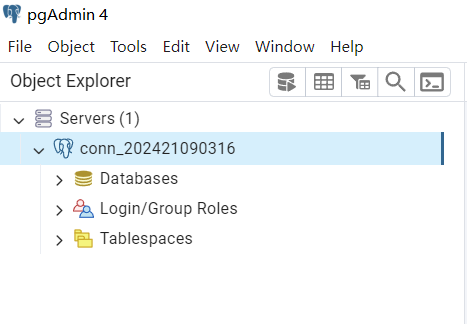 pgAdmin 4
File Object Tools Edit View Window Help
Object Explorer
Servers (1)
conn_202421090316
Databases
Login/Group Roles
Tablespaces